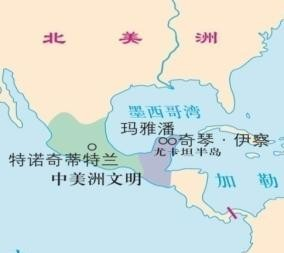 北美洲
墨西哥湾
玛雅潘
奇琴·伊察
尤卡坦半岛
特诺奇蒂特兰
中美洲文明
加勒